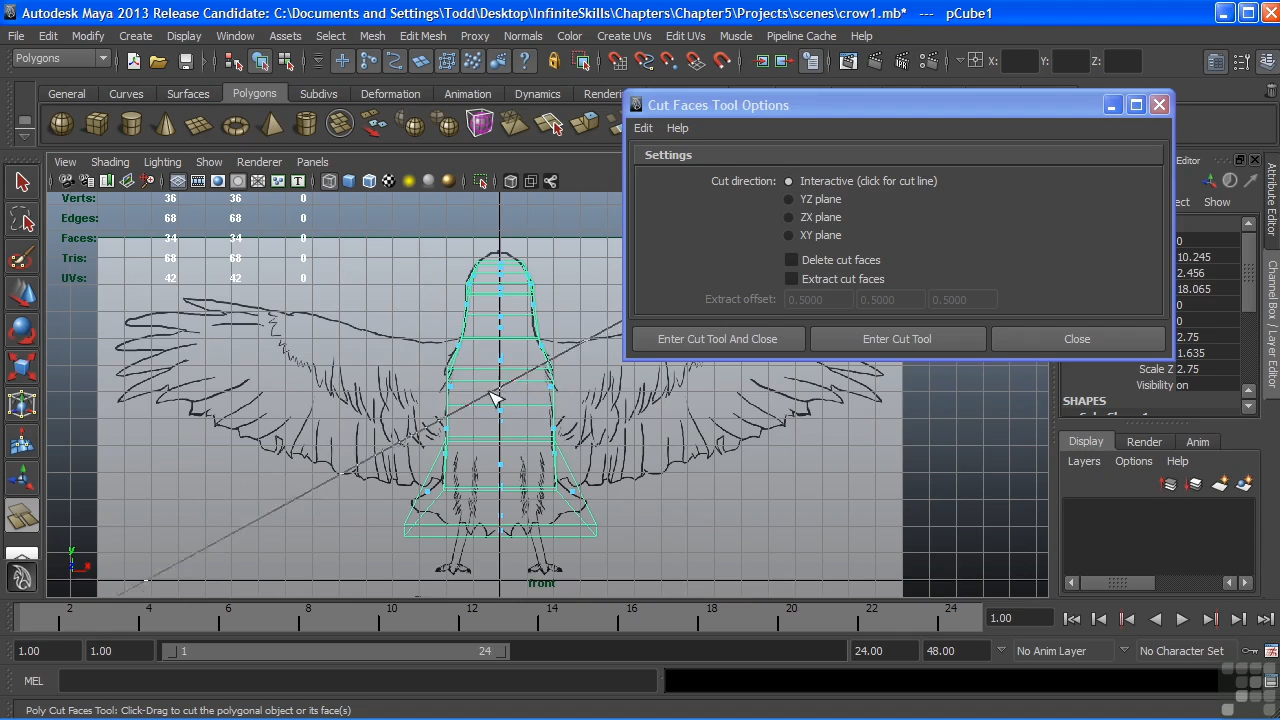 Autodesk Maya 2013 Release Candidate: C:\Documents and Settings\Todd\Desktop\InfiniteSkills\Chapters\Chapter5\Projects\scenes\crow1.mb* --- pCube1
File Edit Modify Create Display Window Assets Select Mesh Edit Mesh Proxy Normals Color Create UVs Edit UVs Muscle Pipeline Cache Help
Polygons X: Y: Z:
General Curves Surfaces Polygons Subdivs Deformation Animation Dynamics
Cut Faces Tool Options
Edit Help
Settings
Cut direction: Interactive (click for cut line)
YZ plane
ZX plane
XY plane
Delete cut faces
Extract cut faces
Extract offset: 0.5000 0.5000 0.5000
Enter Cut Tool And Close Enter Cut Tool Close
View Shading Lighting Show Renderer Panels
Verts: 36 36 0
Edges: 68 68 0
Faces: 34 34 0
Tris: 68 68 0
UVs: 42 42 0
front
y
x
Editor
Show
0
10.245
2.456
18.065
0
0
2.75
1.635
Scale Z 2.75
Visibility on
SHAPES
Attribute Editor
Channel Box / Layer Editor
Display Render Anim
Layers Options Help
2 4 6 8 10 12 14 16 18 20 22 24
1.00
1.00 1.00 1 24 24.00 48.00 No Anim Layer No Character Set
MEL
Poly Cut Faces Tool: Click-Drag to cut the polygonal object or its face(s)